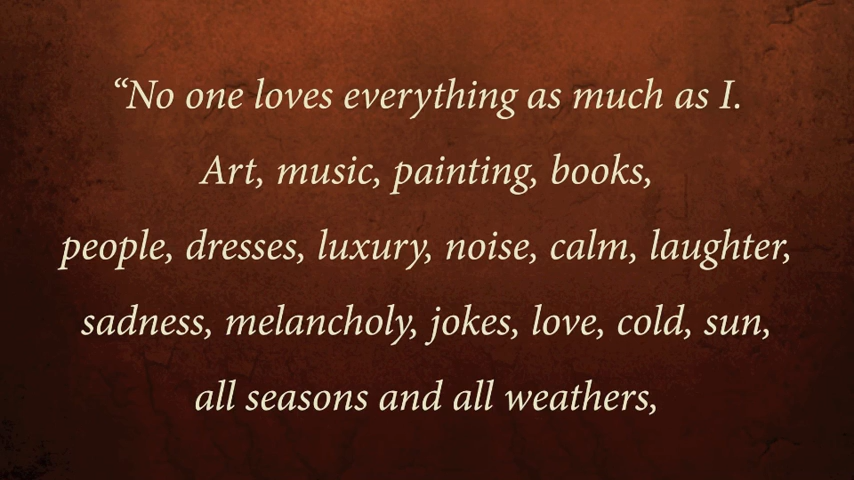 “No one loves everything as much as I.
Art, music, painting, books,
people, dresses, luxury, noise, calm, laughter,
sadness, melancholy, jokes, love, cold, sun,
all seasons and all weathers,